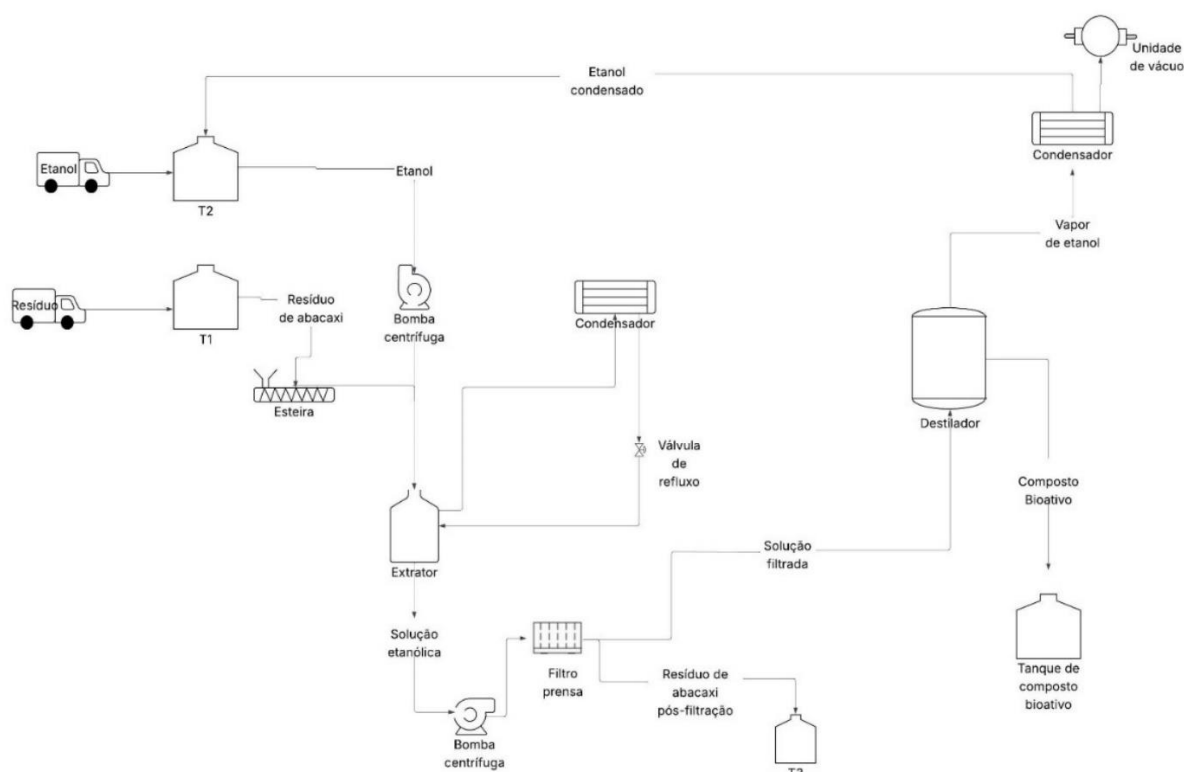 Unidade
de vácuo
Etanol
condensado
Condensador
Etanol
Etanol
T2
Vapor
de etanol
Resíduo
Resíduo
de abacaxi
T1
Bomba
centrífuga
Condensador
Esteira
Destilador
Válvula
de
refluxo
Composto
Bioativo
Extrator
Solução
filtrada
Solução
etanólica
Filtro
prensa
Resíduo de
abacaxi
pós-filtração
Tanque de
composto
bioativo
Bomba
centrífuga